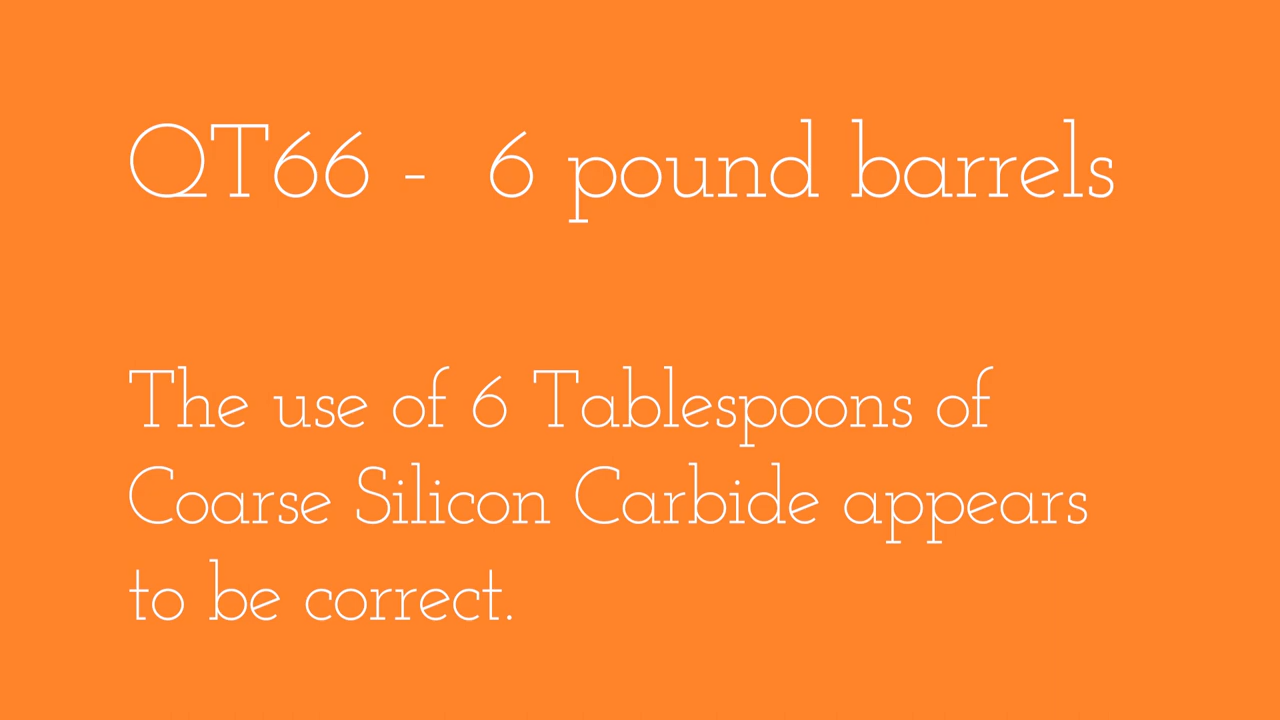 QT66 -  6 pound barrels
The use of 6 Tablespoons of
Coarse Silicon Carbide appears
to be correct.